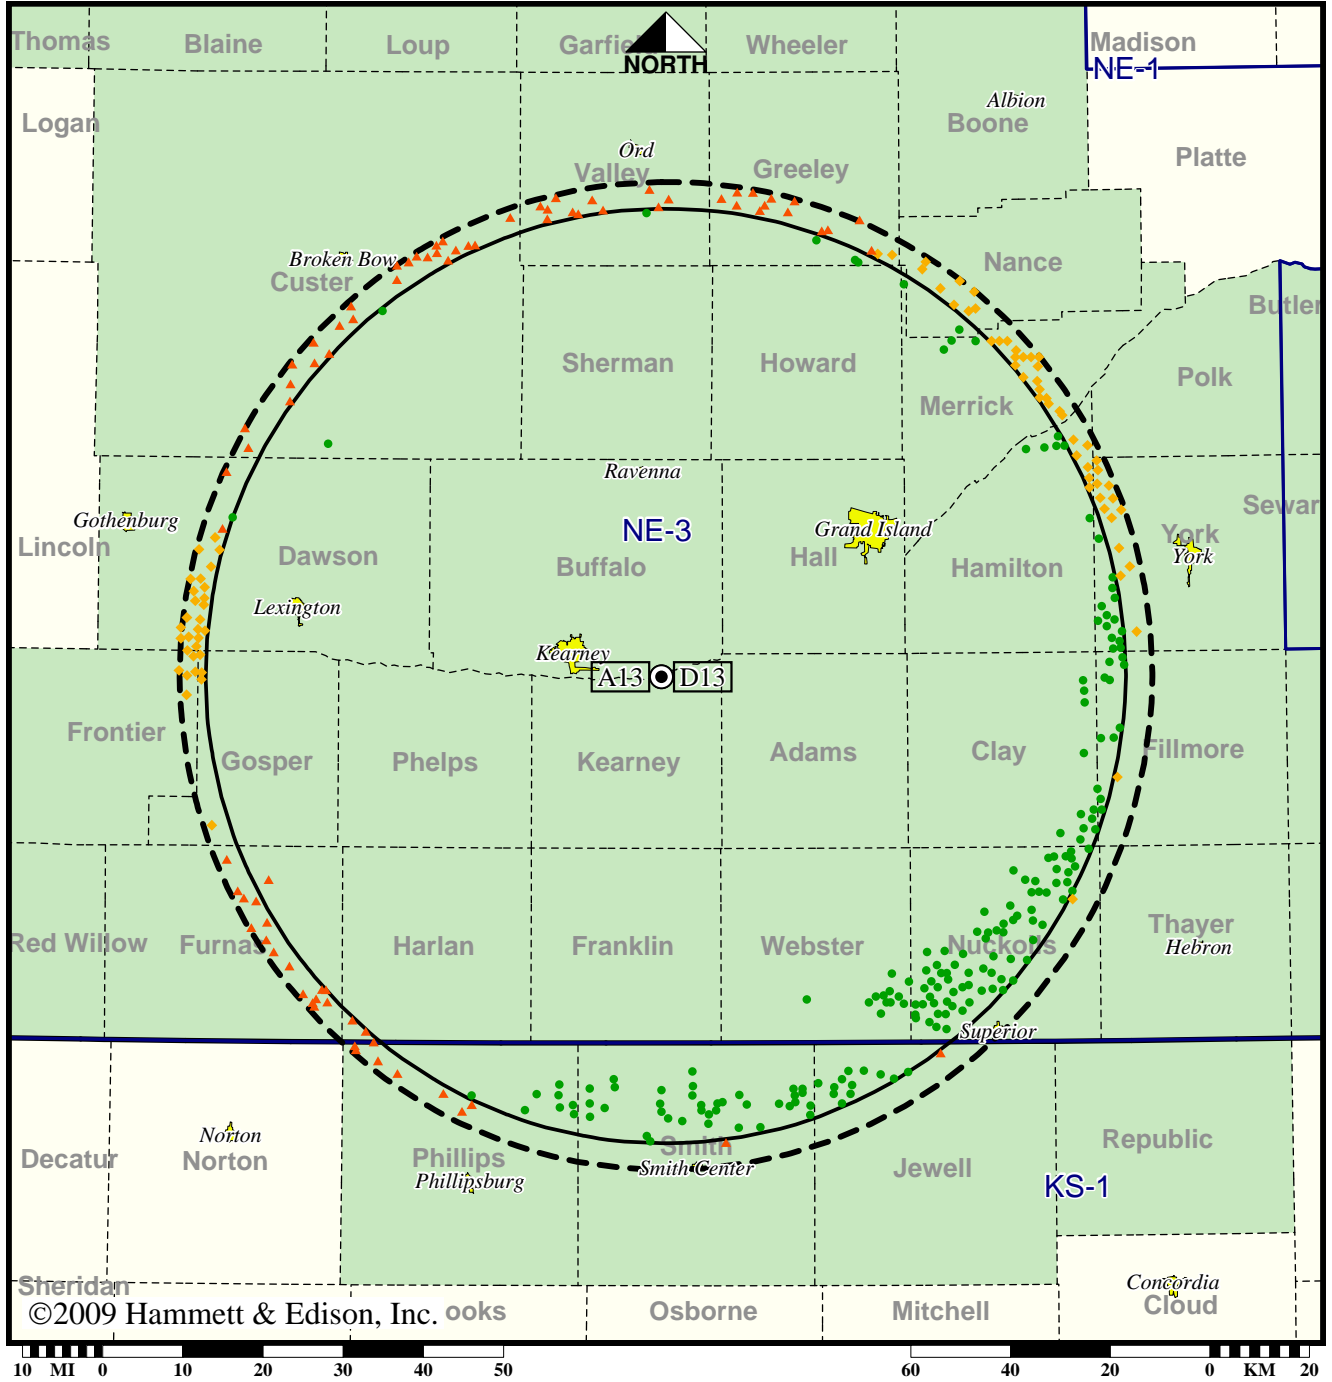 Thomas
Blaine
Loup
Garfiel
Wheeler
Madison
NORTH
NE-1
Albion
Logan
Boone
Ord
Platte
Valley
Greeley
Broken Bow
Nance
Custer
Butler
Sherman
Howard
Polk
Merrick
Ravenna
Gothenburg
NE-3
Grand Island
Sewar
Lincoln
Dawson
Buffalo
Hall
Hamilton
York
York
Lexington
Kearney
A13
D13
Frontier
Gosper
Phelps
Kearney
Adams
Clay
Fillmore
Red Willow
Furnas
Harlan
Franklin
Webster
Nuckolls
Thayer
Hebron
Superior
Norton
Decatur
Norton
Phillips
Phillipsburg
Smith
Smith Center
Jewell
Republic
KS-1
Sheridan
Concordia
©2009 Hammett & Edison, Inc.
ooks
Osborne
Mitchell
Cloud
10 MI 0 10 20 30 40 50
60 40 20 0 KM 20